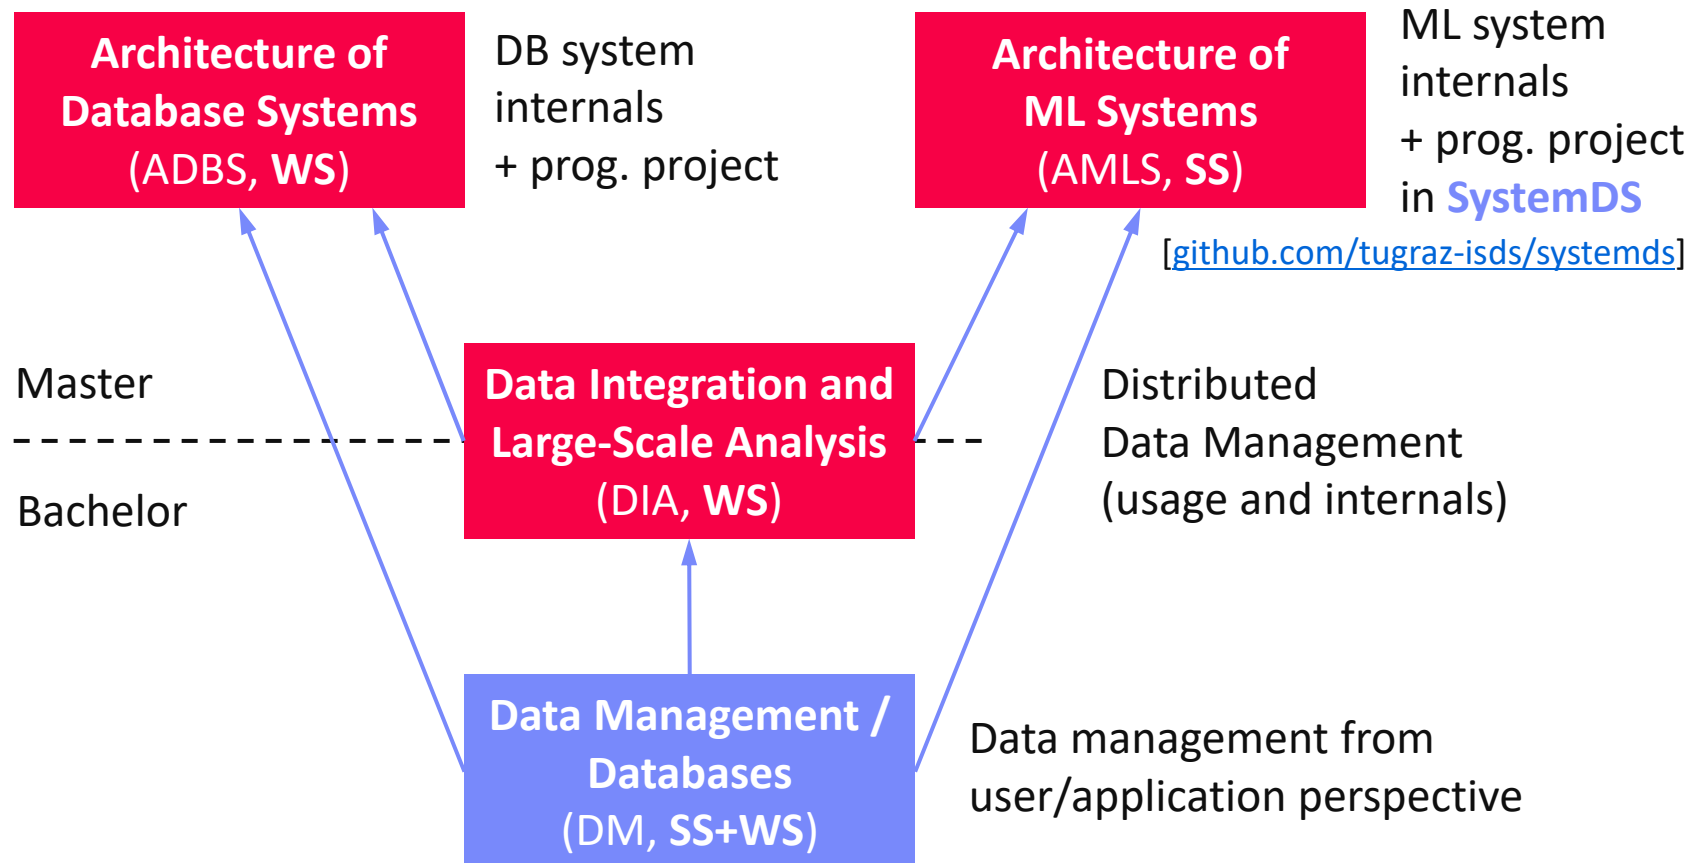 Architecture of
Database Systems
(ADBS, WS)
DB system
internals
+ prog. project
Architecture of
ML Systems
(AMLS, SS)
ML system
internals
+ prog. project
in SystemDS
[github.com/tugraz-isds/systemds]
Master
Bachelor
Data Integration and
Large-Scale Analysis
(DIA, WS)
Distributed
Data Management
(usage and internals)
Data Management /
Databases
(DM, SS+WS)
Data management from
user/application perspective